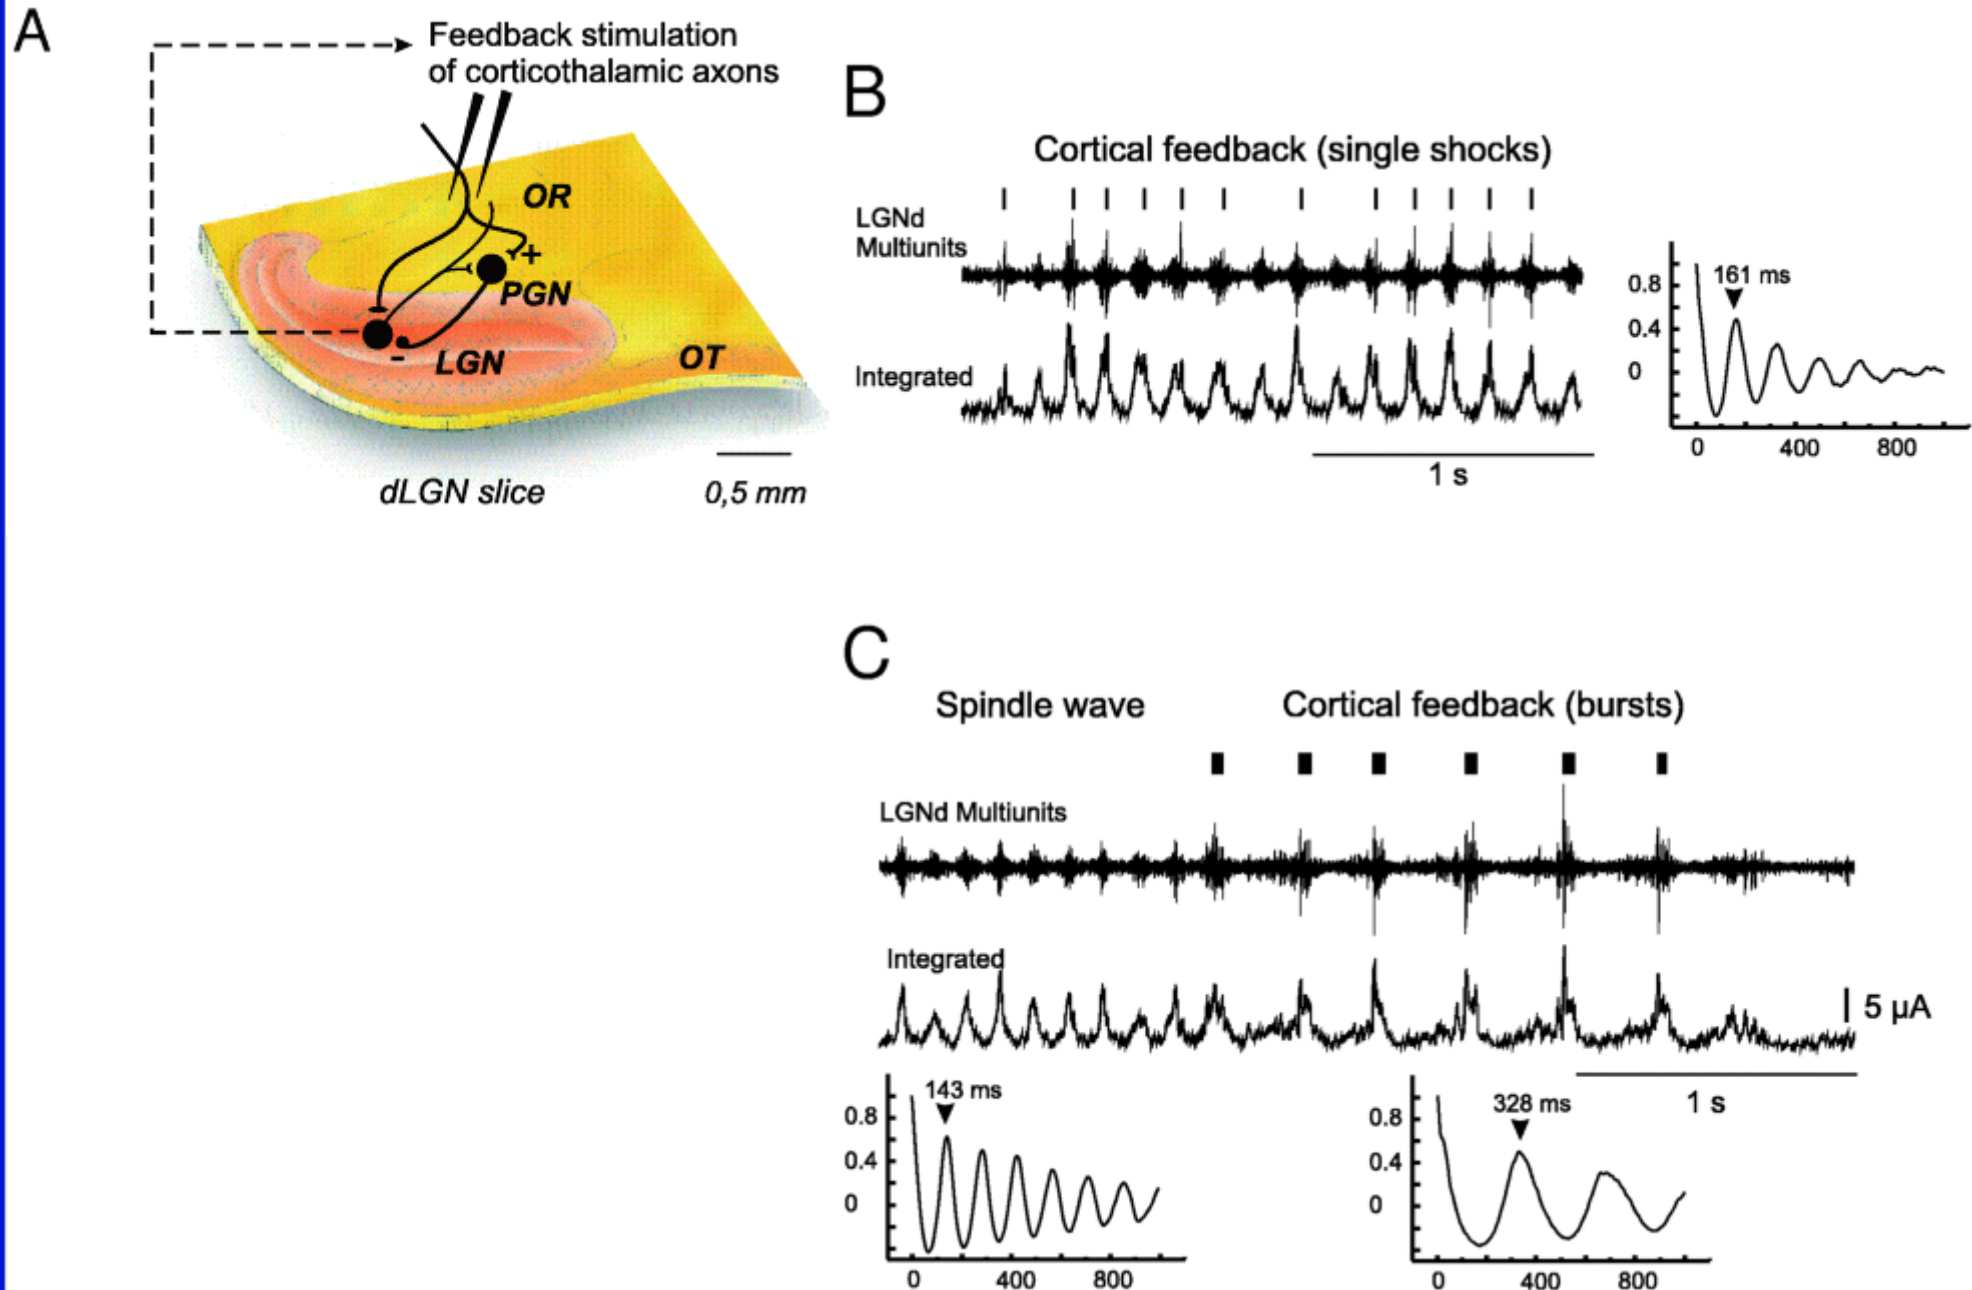 A
Feedback stimulation
of corticothalamic axons
OR
+
PGN
-
LGN
OT
dLGN slice
0,5 mm
B
Cortical feedback (single shocks)
LGNd
Multiunits
Integrated
1 s
161 ms
0.8
0.4
0
0
400
800
C
Spindle wave
Cortical feedback (bursts)
LGNd Multiunits
Integrated
5 µA
1 s
143 ms
0.8
0.4
0
0
400
800
328 ms
0.8
0.4
0
0
400
800